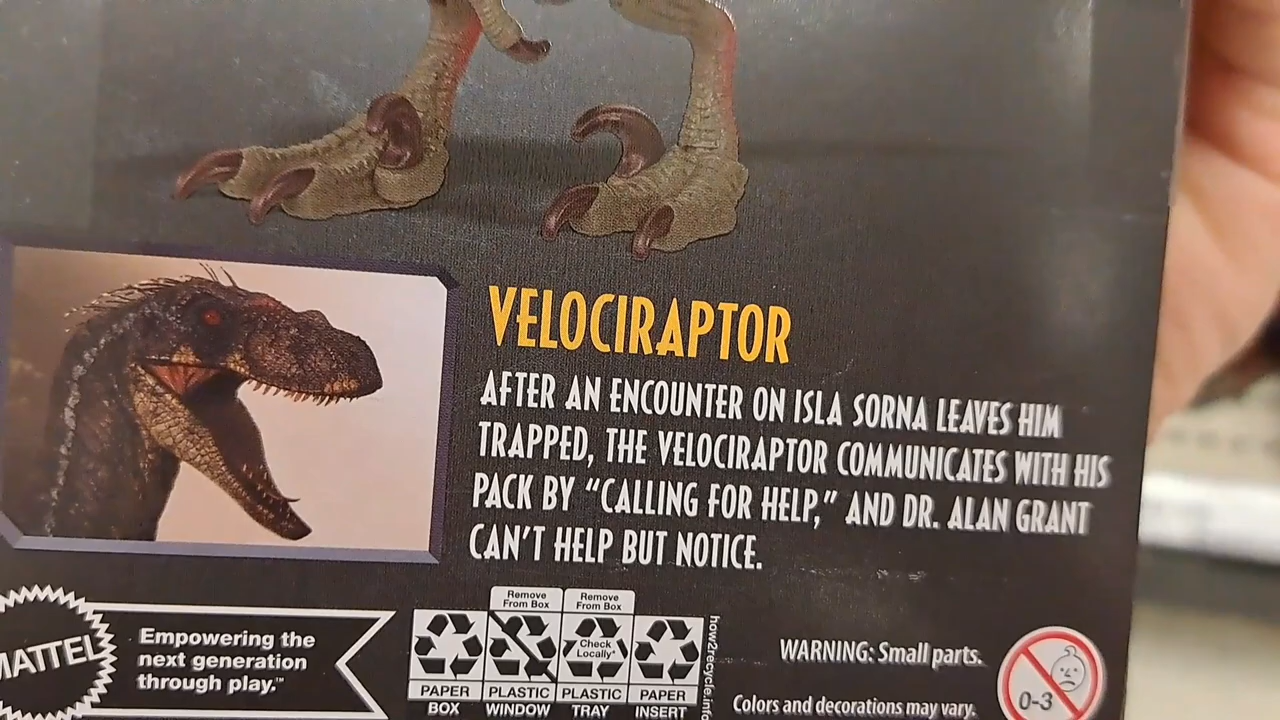 VELOCIRAPTOR
AFTER AN ENCOUNTER ON ISLA SORNA LEAVES HIM
TRAPPED, THE VELOCIRAPTOR COMMUNICATES WITH HIS
PACK BY “CALLING FOR HELP,” AND DR. ALAN GRANT
CAN’T HELP BUT NOTICE.
MATTEL
Empowering the
next generation
through play.™
Remove
From Box
Remove
From Box
Check
Locally*
PAPER
BOX
PLASTIC
WINDOW
PLASTIC
TRAY
PAPER
INSERT
how2recycle.info
WARNING: Small parts.
0-3
Colors and decorations may vary.